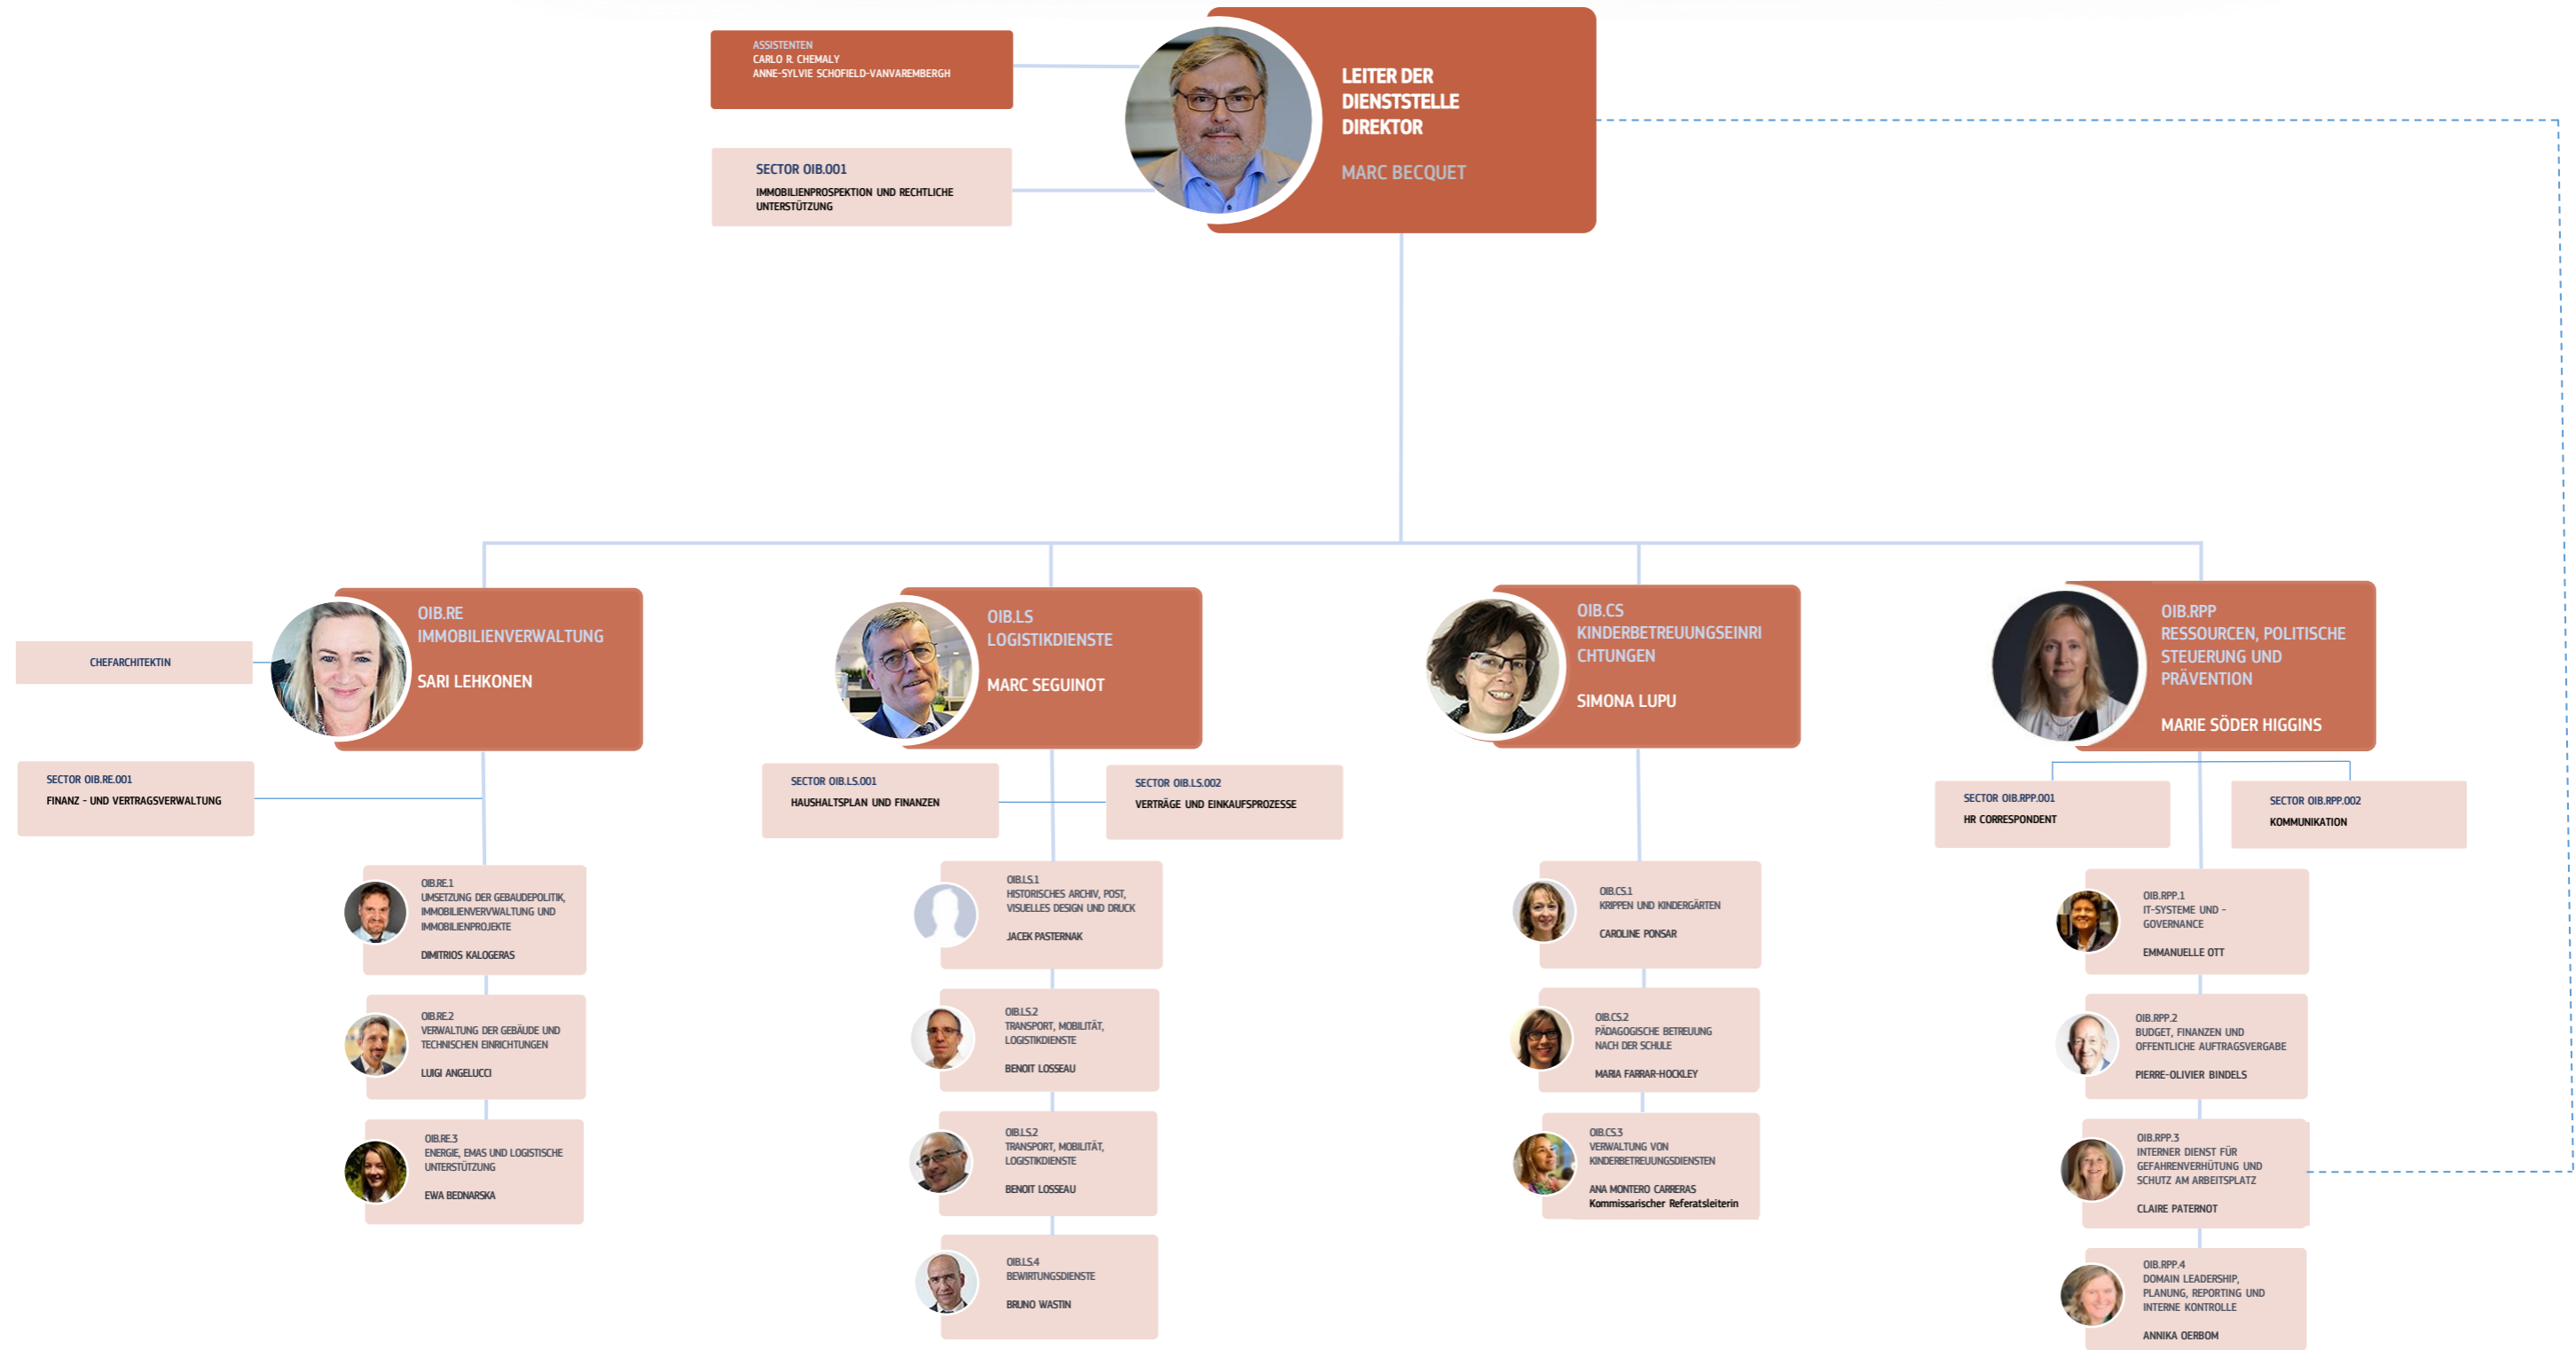 ASSISTENTEN
CARLO R. CHEMALY
ANNE-SYLVIE SCHOFIELD-VANVAREMBERGH
SECTOR OIB.001
IMMOBILIENPROSPEKTION UND RECHTLICHE
UNTERSTÜTZUNG
LEITER DER
DIENSTSTELLE
DIREKTOR
MARC BECQUET
CHEFARCHITEKTIN
OIB.RE
IMMOBILIENVERWALTUNG
SARI LEHKONEN
SECTOR OIB.RE.001
FINANZ - UND VERTRAGSVERWALTUNG
OIB.RE.1
UMSETZUNG DER GEBAUDEPOLITIK,
IMMOBILIENVERVWALTUNG UND
IMMOBILIENPROJEKTE
DIMITRIOS KALOGERAS
OIB.RE.2
VERWALTUNG DER GEBÄUDE UND
TECHNISCHEN EINRICHTUNGEN
LUIGI ANGELUCCI
OIB.RE.3
ENERGIE, EMAS UND LOGISTISCHE
UNTERSTÜTZUNG
EWA BEDNARSKA
OIB.LS
LOGISTIKDIENSTE
MARC SEGUINOT
SECTOR OIB.LS.001
HAUSHALTSPLAN UND FINANZEN
SECTOR OIB.LS.002
VERTRÄGE UND EINKAUFSPROZESSE
OIB.LS.1
HISTORISCHES ARCHIV, POST,
VISUELLES DESIGN UND DRUCK
JACEK PASTERNAK
OIB.LS.2
TRANSPORT, MOBILITÄT,
LOGISTIKDIENSTE
BENOIT LOSSEAU
OIB.LS.2
TRANSPORT, MOBILITÄT,
LOGISTIKDIENSTE
BENOIT LOSSEAU
OIB.LS.4
BEWIRTUNGSDIENSTE
BRUNO WASTIN
OIB.CS
KINDERBETREUUNGSEINRI
CHTUNGEN
SIMONA LUPU
OIB.CS.1
KRIPPEN UND KINDERGÄRTEN
CAROLINE PONSAR
OIB.CS.2
PÄDAGOGISCHE BETREUUNG
NACH DER SCHULE
MARIA FARRAR-HOCKLEY
OIB.CS.3
VERWALTUNG VON
KINDERBETREUUNGSDIENSTEN
ANA MONTERO CARRERAS
Kommissarischer Referatsleiterin
OIB.RPP
RESSOURCEN, POLITISCHE
STEUERUNG UND
PRÄVENTION
MARIE SÖDER HIGGINS
SECTOR OIB.RPP.001
HR CORRESPONDENT
SECTOR OIB.RPP.002
KOMMUNIKATION
OIB.RPP.1
IT-SYSTEME UND -
GOVERNANCE
EMMANUELLE OTT
OIB.RPP.2
BUDGET, FINANZEN UND
OFFENTLICHE AUFTRAGSVERGABE
PIERRE-OLIVIER BINDELS
OIB.RPP.3
INTERNER DIENST FÜR
GEFAHRENVERHÜTUNG UND
SCHUTZ AM ARBEITSPLATZ
CLAIRE PATERNOT
OIB.RPP.4
DOMAIN LEADERSHIP,
PLANUNG, REPORTING UND
INTERNE KONTROLLE
ANNIKA OERBOM